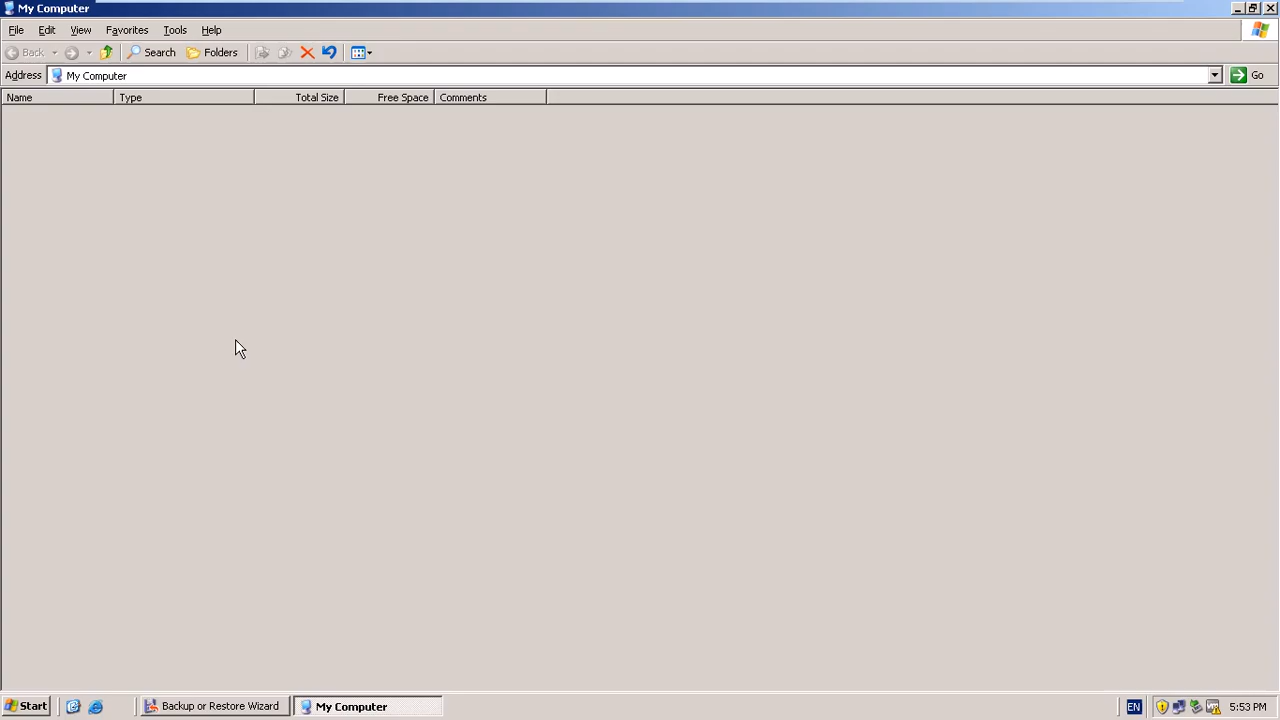 My Computer
File Edit View Favorites Tools Help
Back Search Folders
Address My Computer Go
Name Type Total Size Free Space Comments
Start Backup or Restore Wizard My Computer EN 5:53 PM